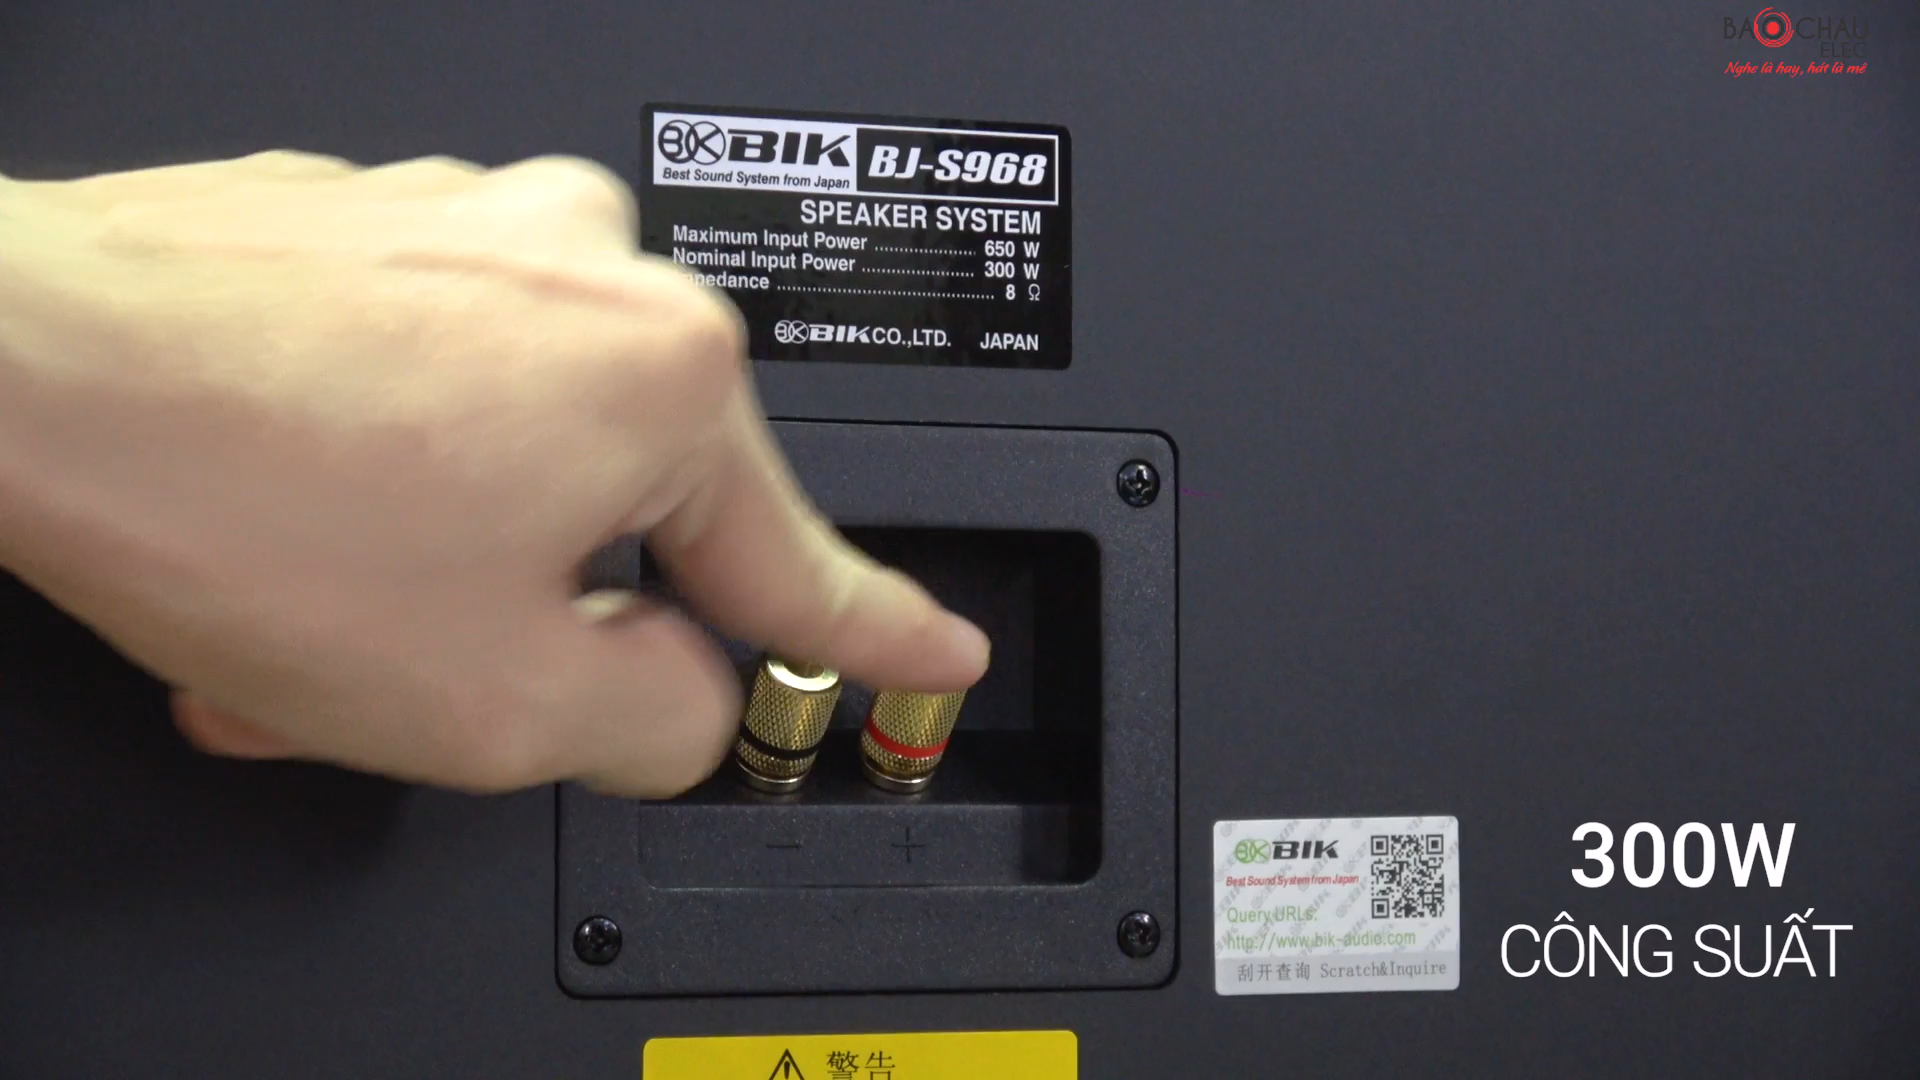 BAOCHAU
ELEC
Nghe là hay, hát là mê
BIK BJ-S968
Best Sound System from Japan
SPEAKER SYSTEM
Maximum Input Power 650 W
Nominal Input Power 300 W
pedance 8 Ω
BIK CO.,LTD. JAPAN
- +
BIK
Best Sound System from Japan
Query URLs:
http://www.bik-audio.com
刮开查询 Scratch&Inquire
300W
CÔNG SUẤT
警告